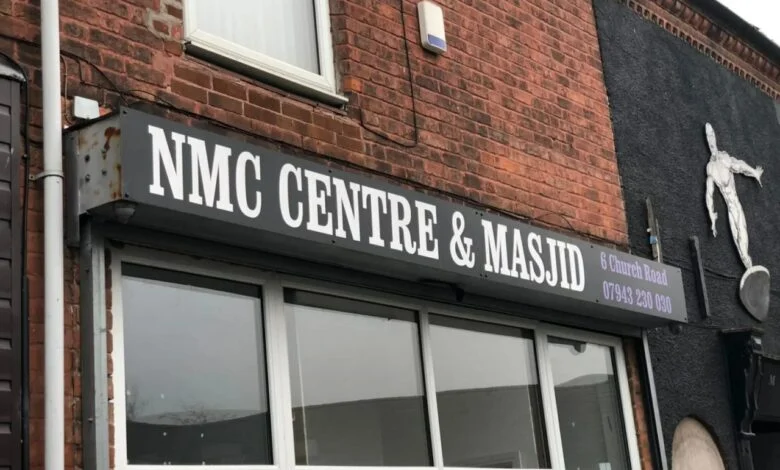 NMC CENTRE & MASJID
6 Church Road
07943 230 030